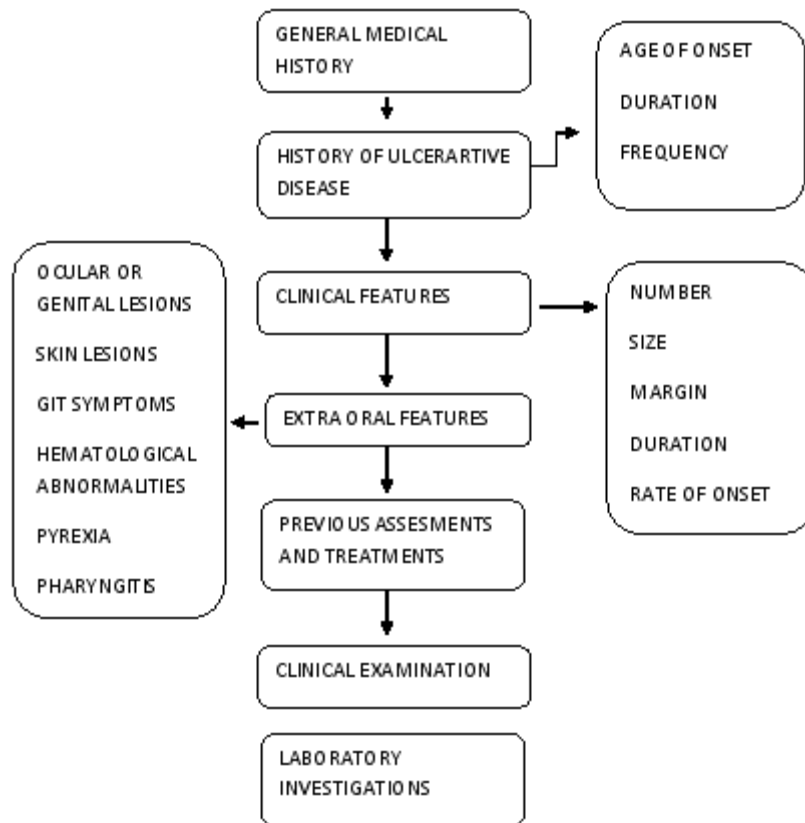 GENERAL MEDICAL
HISTORY
AGE OF ONSET
DURATION
FREQUENCY
HISTORY OF ULCERARTIVE
DISEASE
CLINICAL FEATURES
NUMBER
SIZE
MARGIN
DURATION
RATE OF ONSET
OCULAR OR
GENITAL LESIONS
SKIN LESIONS
GIT SYMPTOMS
HEMATOLOGICAL
ABNORMALITIES
PYREXIA
PHARYNGITIS
EXTRA ORAL FEATURES
PREVIOUS ASSESMENTS
AND TREATMENTS
CLINICAL EXAMINATION
LABORATORY
INVESTIGATIONS